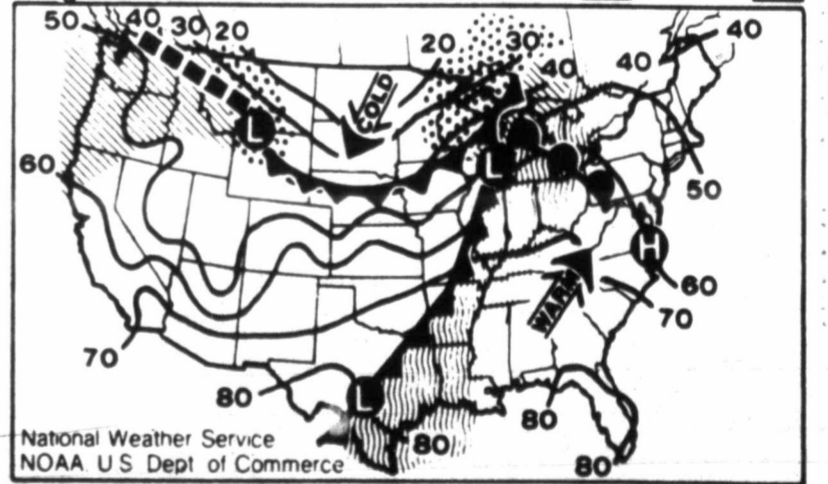 50 40 30 20
20 30 40 40 40
COLD
L
L
60
50
H
60
WARM
70
70
80
L
80
80
80
National Weather Service
NOAA U S Dept of Commerce